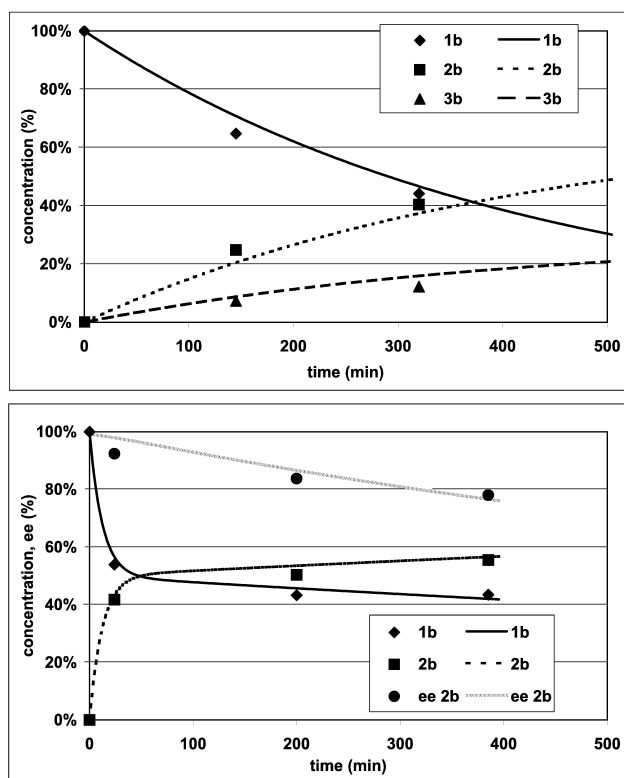 100%
80%
60%
40%
20%
0%
concentration (%)
1b 1b
2b 2b
3b 3b
0 100 200 300 400 500
time (min)
100%
80%
60%
40%
20%
0%
concentration, ee (%)
1b 1b
2b 2b
ee 2b ee 2b
0 100 200 300 400 500
time (min)